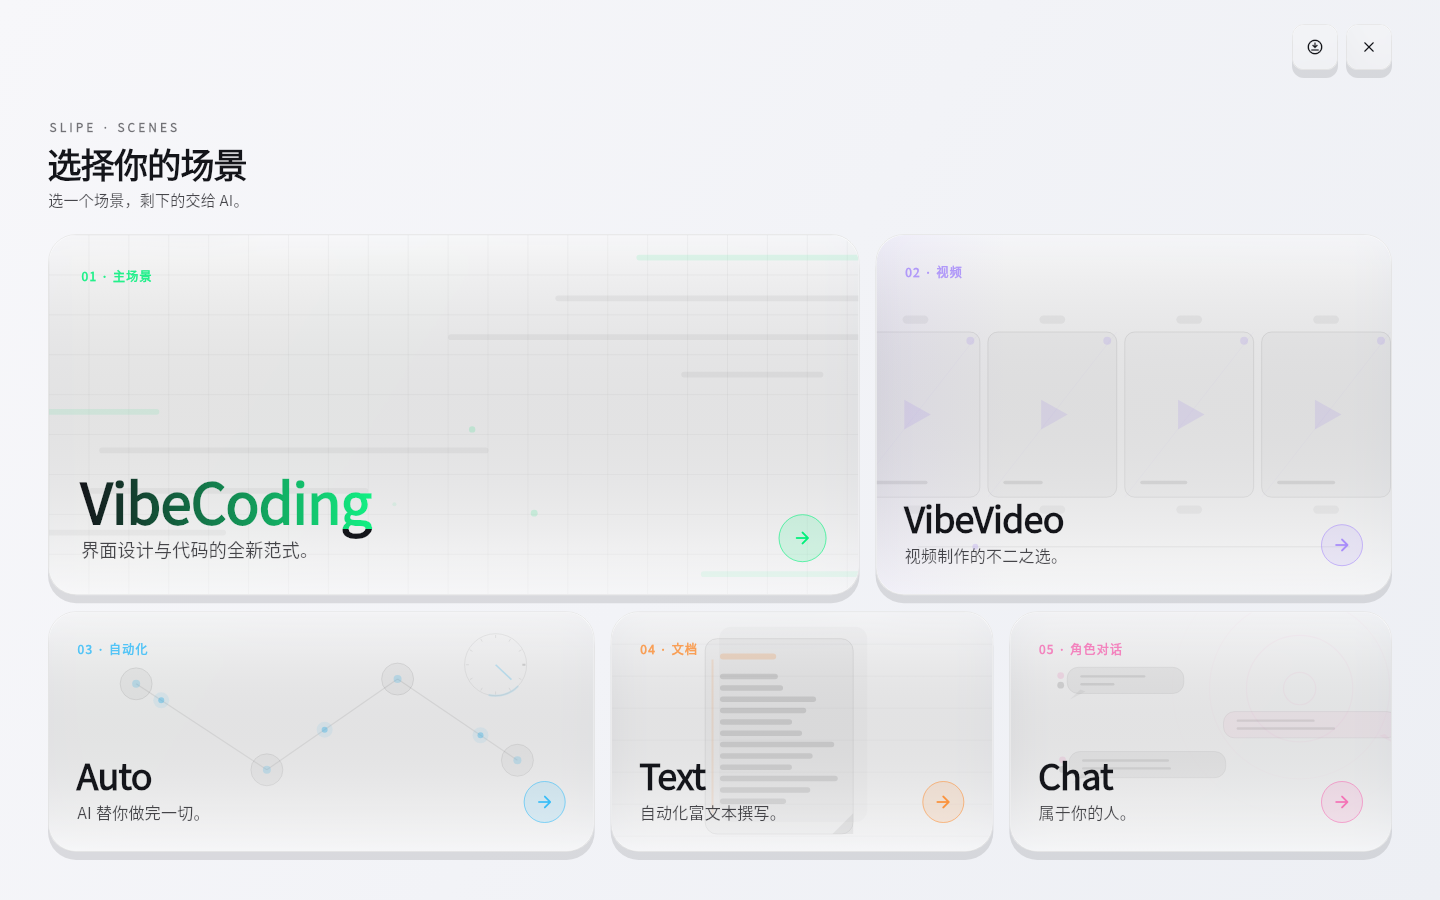 SLIPE · SCENES
选择你的场景
选一个场景，剩下的交给 AI。
01 · 主场景
VibeCoding
界面设计与代码的全新范式。
02 · 视频
VibeVideo
视频制作的不二之选。
03 · 自动化
Auto
AI 替你做完一切。
04 · 文档
Text
自动化富文本撰写。
05 · 角色对话
Chat
属于你的人。